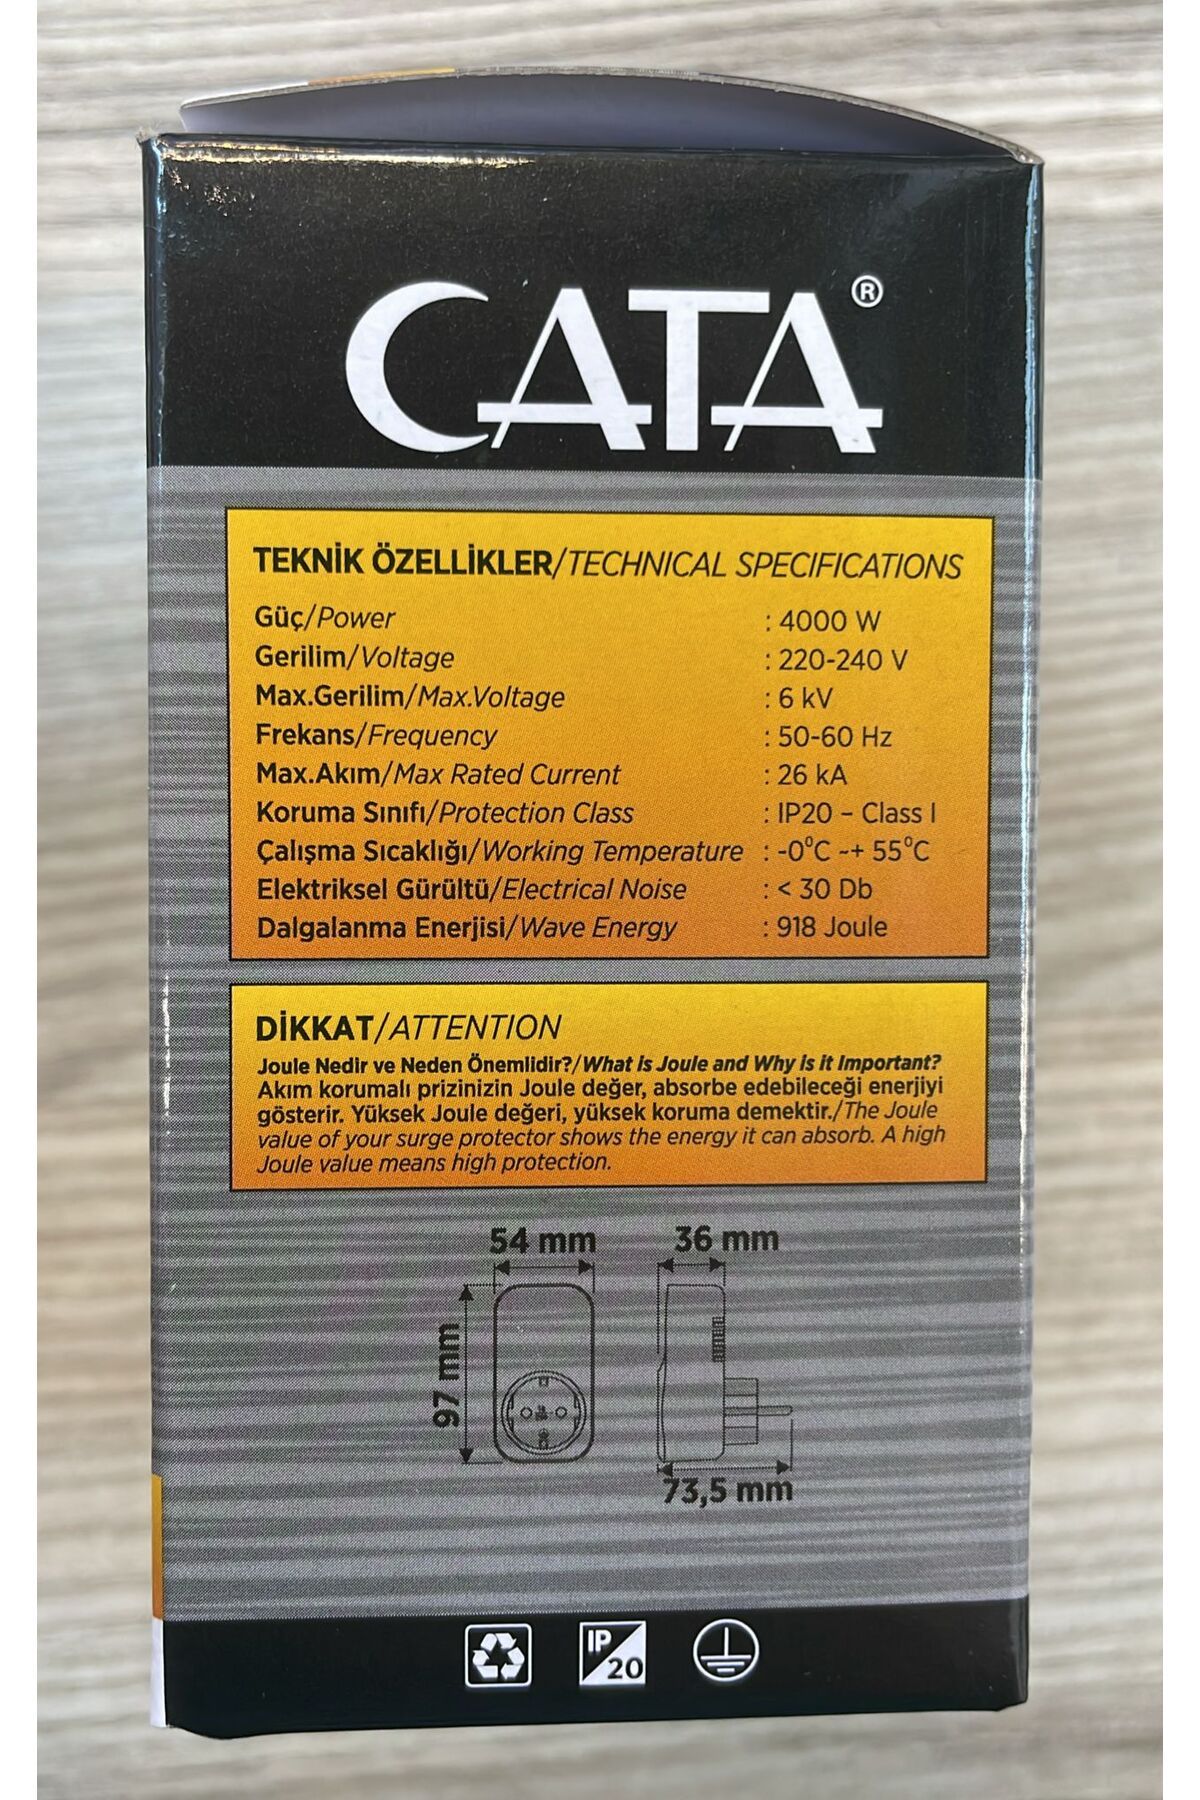 CATA®
TEKNİK ÖZELLİKLER/TECHNICAL SPECIFICATIONS
Güç/Power : 4000 W
Gerilim/Voltage : 220-240 V
Max.Gerilim/Max.Voltage : 6 kV
Frekans/Frequency : 50-60 Hz
Max.Akım/Max Rated Current : 26 kA
Koruma Sınıfı/Protection Class : IP20 – Class I
Çalışma Sıcaklığı/Working Temperature : -0⁰C -+ 55⁰C
Elektriksel Gürültü/Electrical Noise : < 30 Db
Dalgalanma Enerjisi/Wave Energy : 918 Joule
DİKKAT/ATTENTION
Joule Nedir ve Neden Önemlidir?/What is Joule and Why is it Important?
Akım korumalı prizinizin Joule değer, absorbe edebileceği enerjiyi
gösterir. Yüksek Joule değeri, yüksek koruma demektir./The Joule
value of your surge protector shows the energy it can absorb. A high
Joule value means high protection.
54 mm
36 mm
97 mm
73,5 mm
IP
20